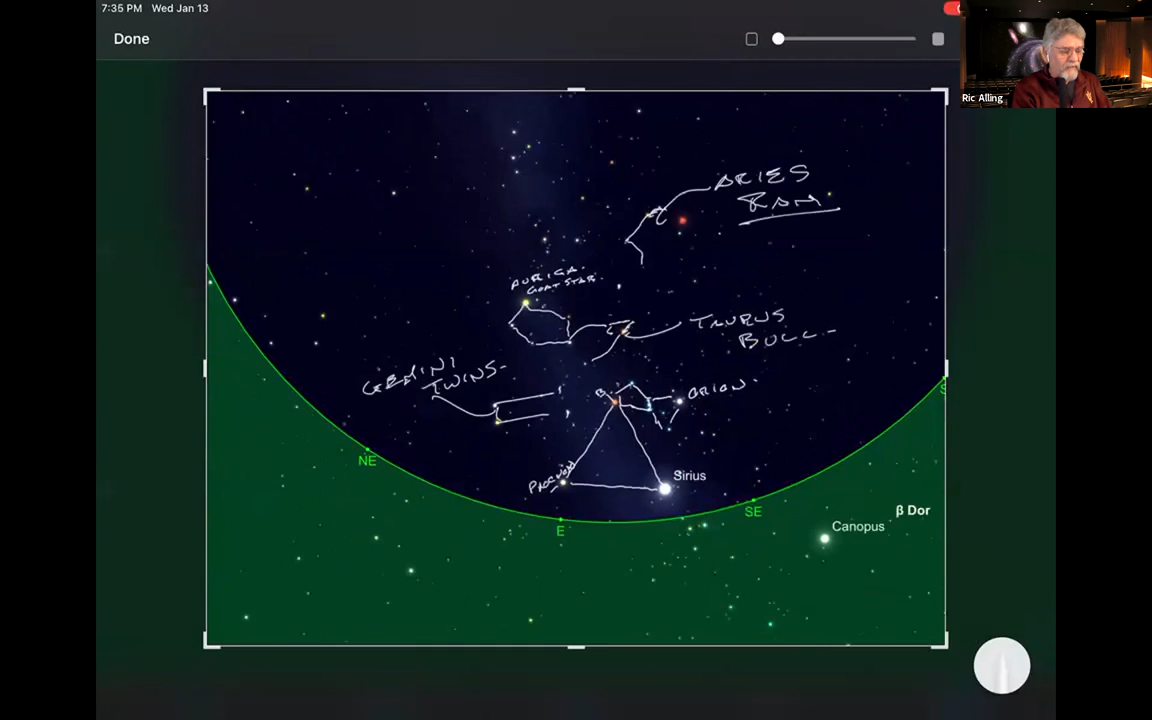 7:35 PM Wed Jan 13
Done
Ric Alling
ARIES
RAM
AURIGA
GOAT STAR
TAURUS
BULL
GEMINI
TWINS
B
ORION
Sirius
NE
E
SE
S
β Dor
Canopus